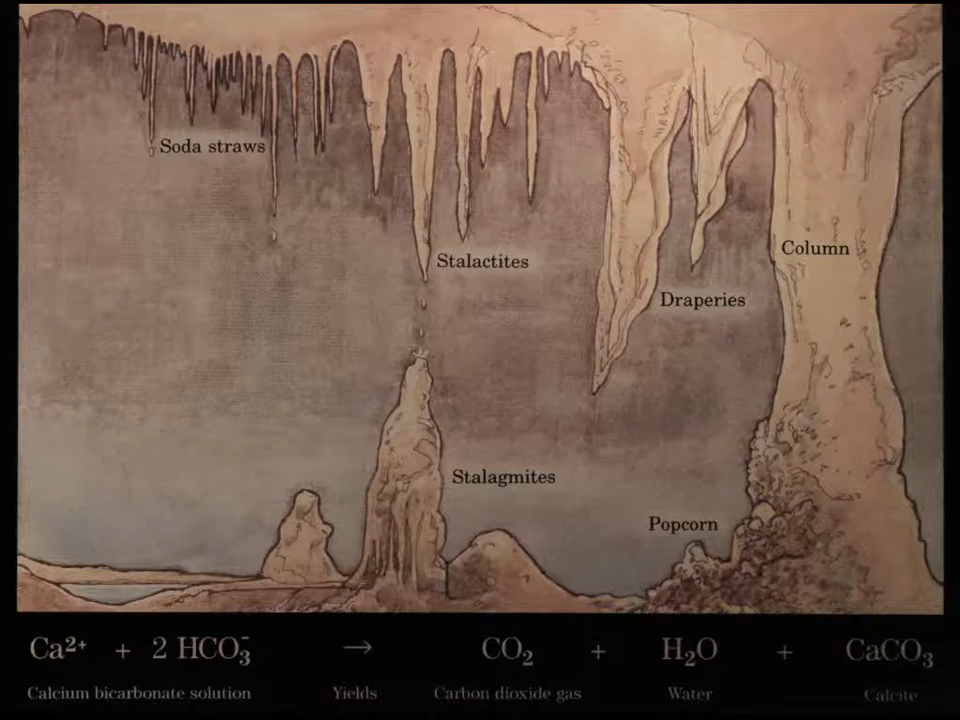 Soda straws
Column
Stalactites
Draperies
Stalagmites
Popcorn
Ca²⁺ + 2 HCO₃⁻ → CO₂ + H₂O + CaCO₃
Calcium bicarbonate solution Yields Carbon dioxide gas Water Calcite